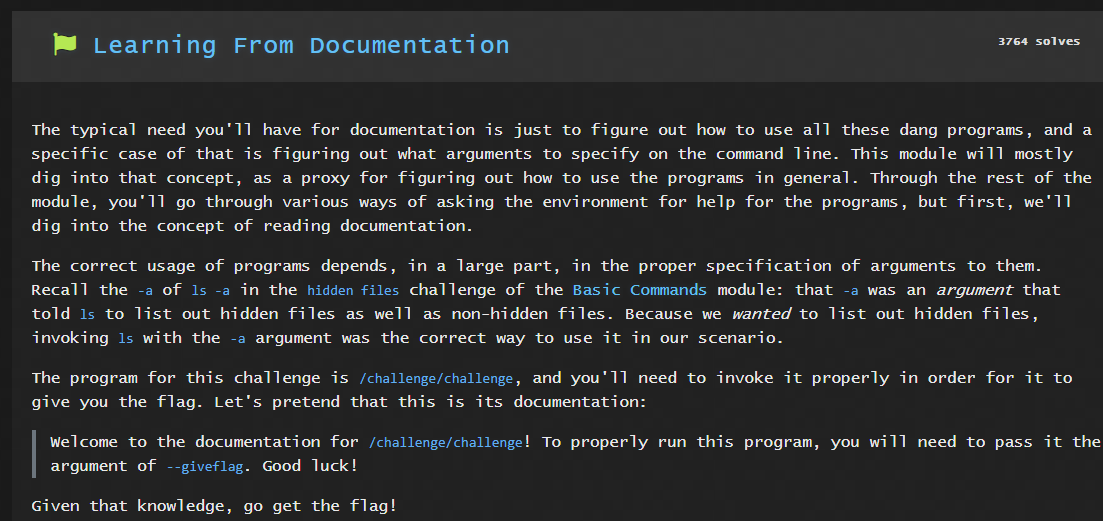 Learning From Documentation
3764 solves
The typical need you'll have for documentation is just to figure out how to use all these dang programs, and a
specific case of that is figuring out what arguments to specify on the command line. This module will mostly
dig into that concept, as a proxy for figuring out how to use the programs in general. Through the rest of the
module, you'll go through various ways of asking the environment for help for the programs, but first, we'll
dig into the concept of reading documentation.
The correct usage of programs depends, in a large part, in the proper specification of arguments to them.
Recall the -a of ls -a in the hidden files challenge of the Basic Commands module: that -a was an argument that
told ls to list out hidden files as well as non-hidden files. Because we wanted to list out hidden files,
invoking ls with the -a argument was the correct way to use it in our scenario.
The program for this challenge is /challenge/challenge, and you'll need to invoke it properly in order for it to
give you the flag. Let's pretend that this is its documentation:
Welcome to the documentation for /challenge/challenge! To properly run this program, you will need to pass it the
argument of --giveflag. Good luck!
Given that knowledge, go get the flag!